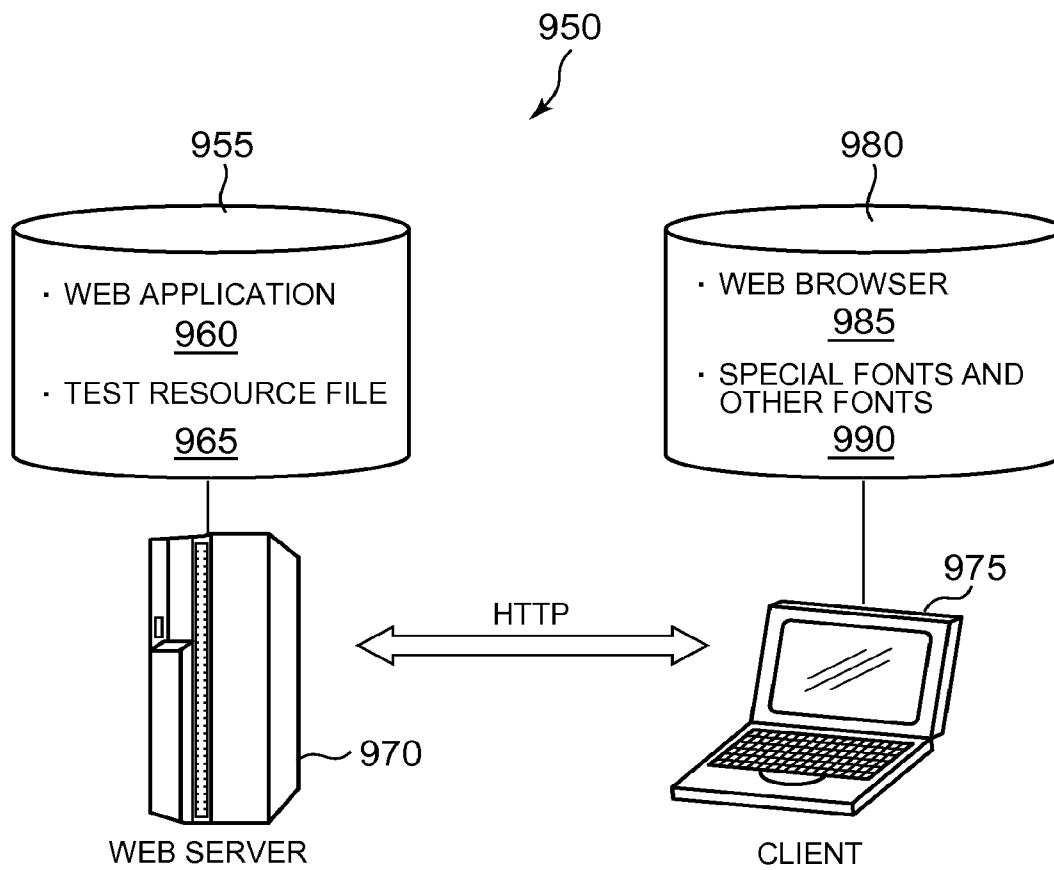 950
955
980
· WEB APPLICATION
960
· TEST RESOURCE FILE
965
· WEB BROWSER
985
· SPECIAL FONTS AND
OTHER FONTS
990
975
HTTP
970
WEB SERVER
CLIENT